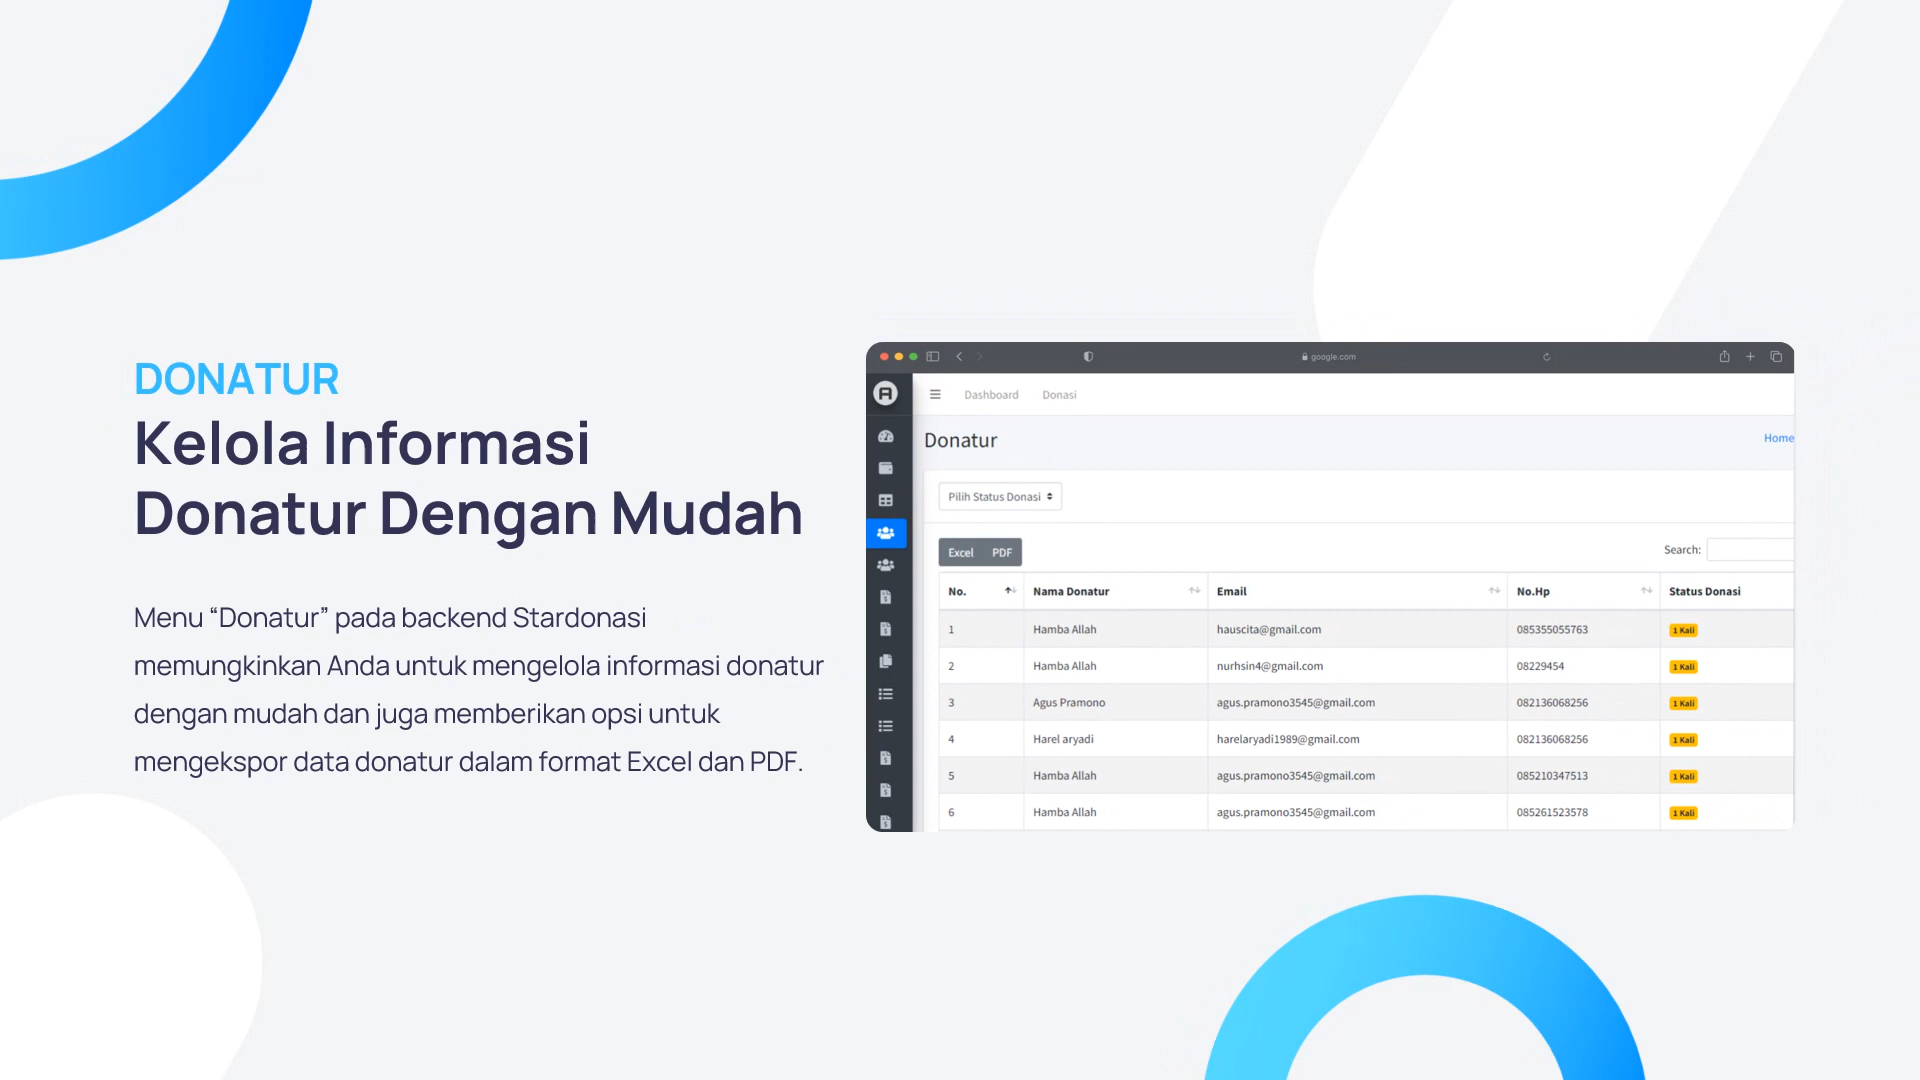 DONATUR
Kelola Informasi
Donatur Dengan Mudah
Menu “Donatur” pada backend Stardonasi
memungkinkan Anda untuk mengelola informasi donatur
dengan mudah dan juga memberikan opsi untuk
mengekspor data donatur dalam format Excel dan PDF.
google.com
Dashboard Donasi
Donatur Home
Pilih Status Donasi
Excel PDF Search:
No. Nama Donatur Email No.Hp Status Donasi
1 Hamba Allah hauscita@gmail.com 085355055763 1 Kali
2 Hamba Allah nurhsin4@gmail.com 08229454 1 Kali
3 Agus Pramono agus.pramono3545@gmail.com 082136068256 1 Kali
4 Harel aryadi harelaryadi1989@gmail.com 082136068256 1 Kali
5 Hamba Allah agus.pramono3545@gmail.com 085210347513 1 Kali
6 Hamba Allah agus.pramono3545@gmail.com 085261523578 1 Kali